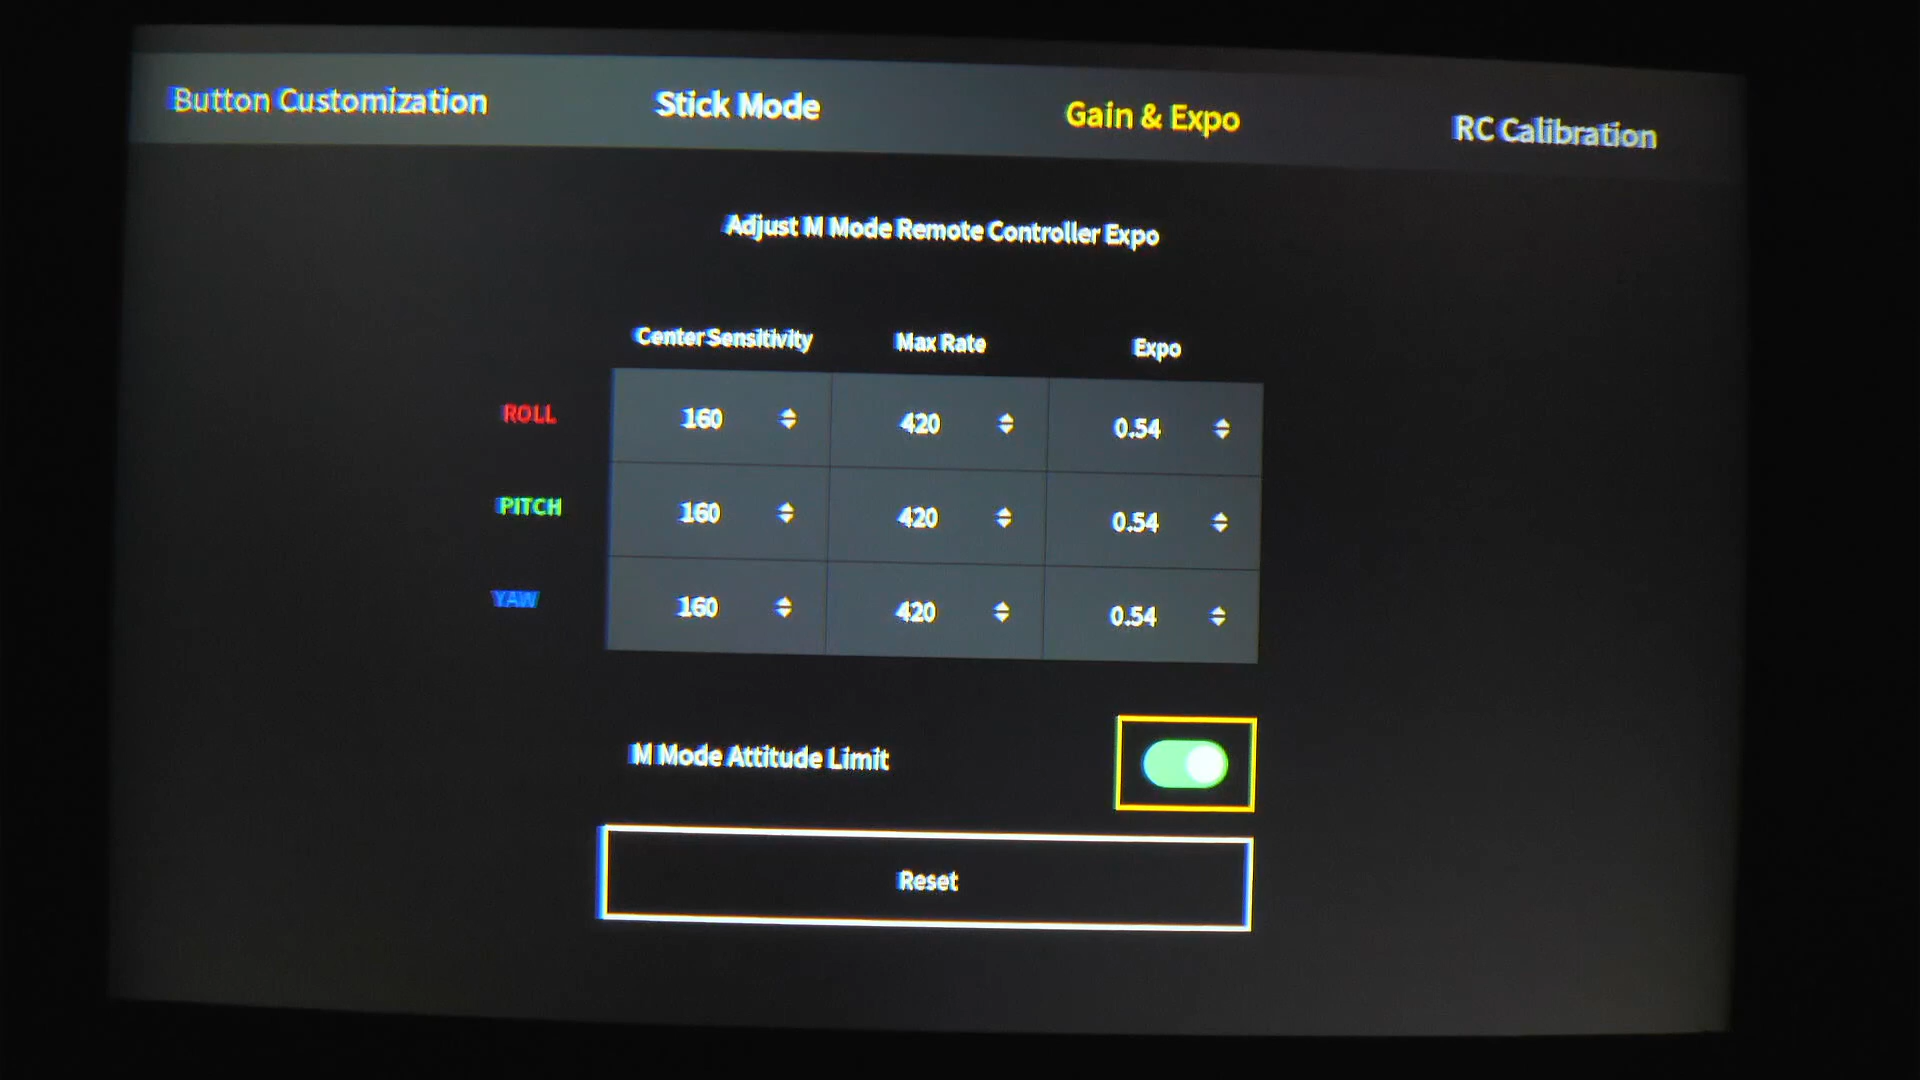 Button Customization Stick Mode Gain & Expo RC Calibration
Adjust M Mode Remote Controller Expo
Center Sensitivity Max Rate Expo
ROLL 160 420 0.54
PITCH 160 420 0.54
YAW 160 420 0.54
M Mode Attitude Limit
Reset